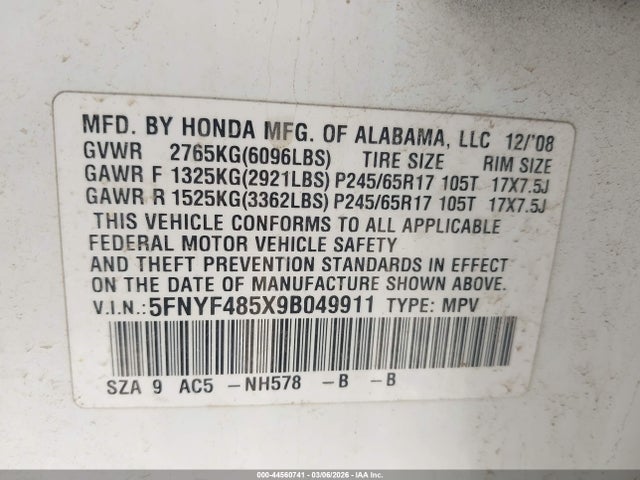 MFD. BY HONDA MFG. OF ALABAMA, LLC 12/'08
GVWR 2765KG(6096LBS) TIRE SIZE RIM SIZE
GAWR F 1325KG(2921LBS) P245/65R17 105T 17X7.5J
GAWR R 1525KG(3362LBS) P245/65R17 105T 17X7.5J
THIS VEHICLE CONFORMS TO ALL APPLICABLE
FEDERAL MOTOR VEHICLE SAFETY
AND THEFT PREVENTION STANDARDS IN EFFECT
ON THE DATE OF MANUFACTURE SHOWN ABOVE.
V.I.N.: 5FNYF485X9B049911 TYPE: MPV
SZA 9 AC5 -NH578 -B -B
000-44560741 - 03/06/2026 - IAA Inc.